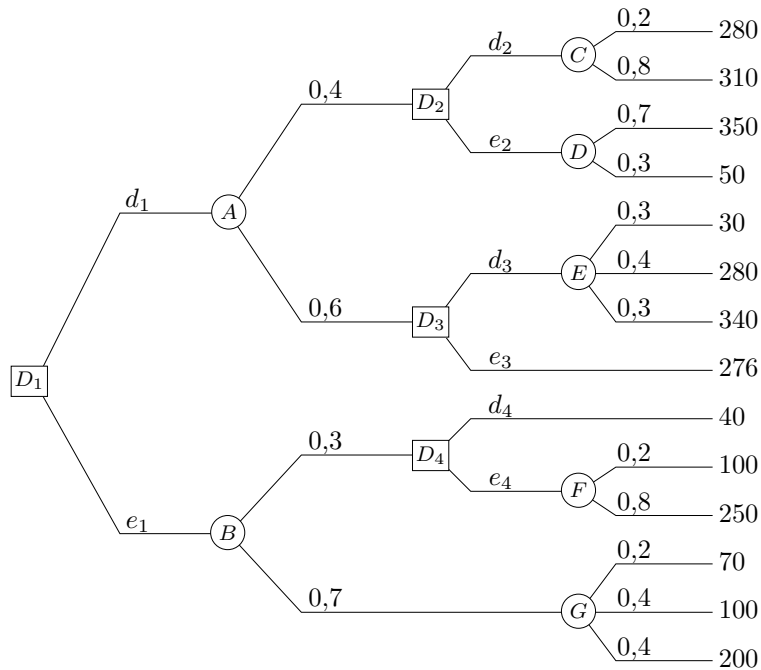 0,2 280
d₂ C
0,8 310
0,4 D₂
0,7 350
e₂ D
0,3 50
d₁ A
0,3 30
d₃ E 0,4 280
0,6 D₃ 0,3 340
e₃ 276
D₁
d₄ 40
0,3 D₄
0,2 100
e₄ F
0,8 250
e₁ B
0,2 70
0,7 G 0,4 100
0,4 200